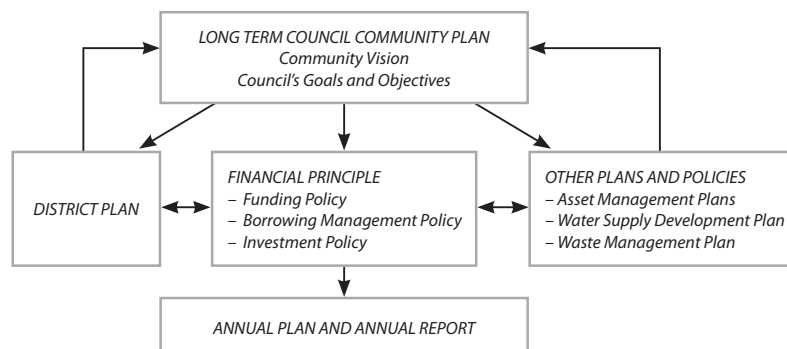 LONG TERM COUNCIL COMMUNITY PLAN
Community Vision
Council's Goals and Objectives
DISTRICT PLAN
FINANCIAL PRINCIPLE
– Funding Policy
– Borrowing Management Policy
– Investment Policy
OTHER PLANS AND POLICIES
– Asset Management Plans
– Water Supply Development Plan
– Waste Management Plan
ANNUAL PLAN AND ANNUAL REPORT